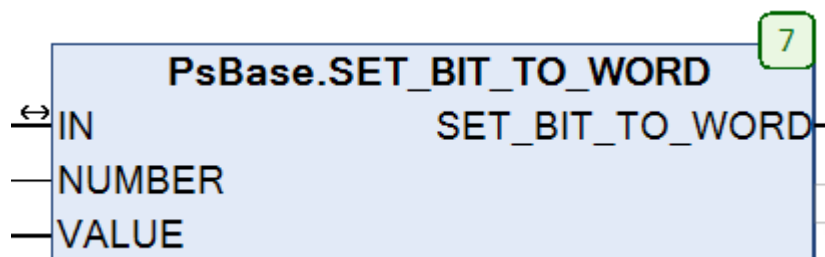 7
PsBase.SET_BIT_TO_WORD
IN SET_BIT_TO_WORD
NUMBER
VALUE